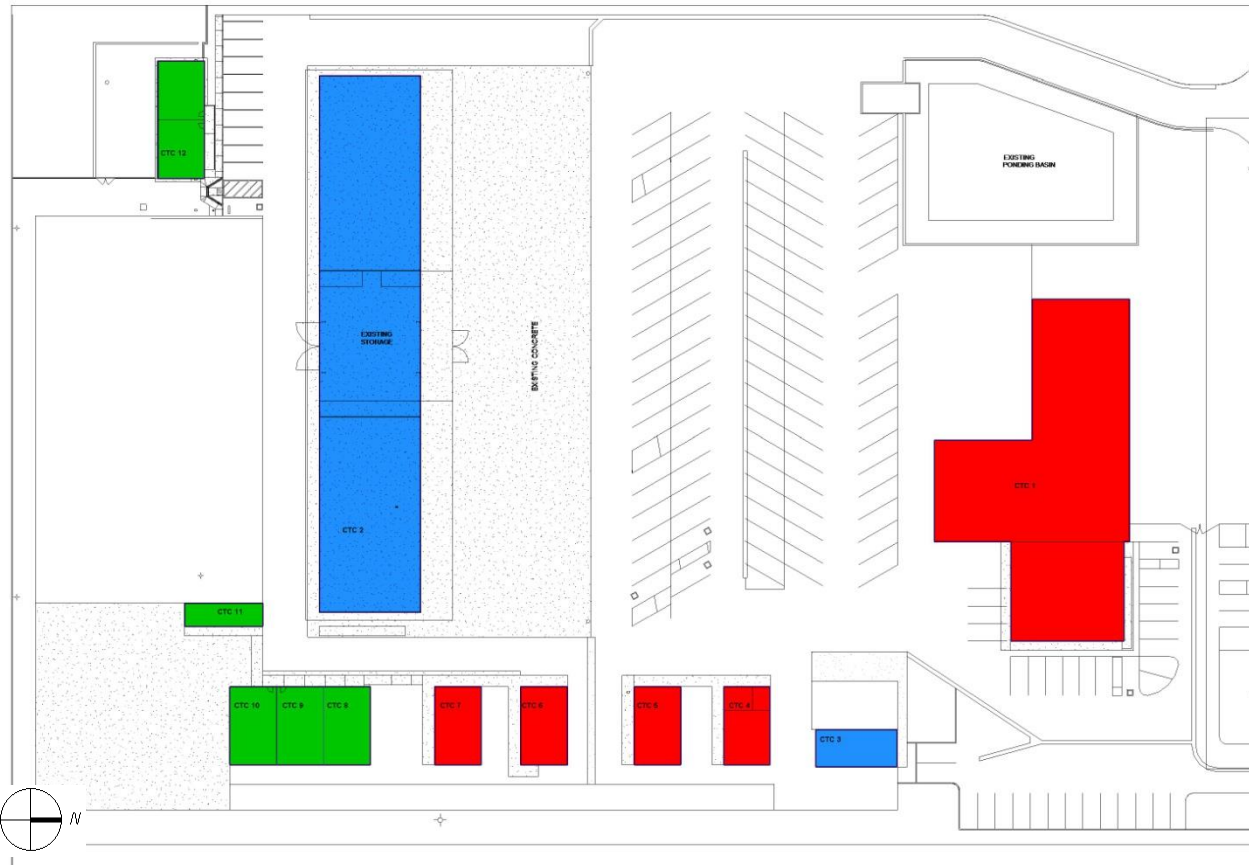 CTC 12
EXISTING
PONDING BASIN
EXISTING
STORAGE
EXISTING CONCRETE
CTC 1
CTC 2
CTC 11
CTC 10
CTC 9
CTC 8
CTC 7
CTC 6
CTC 5
CTC 4
CTC 3
N